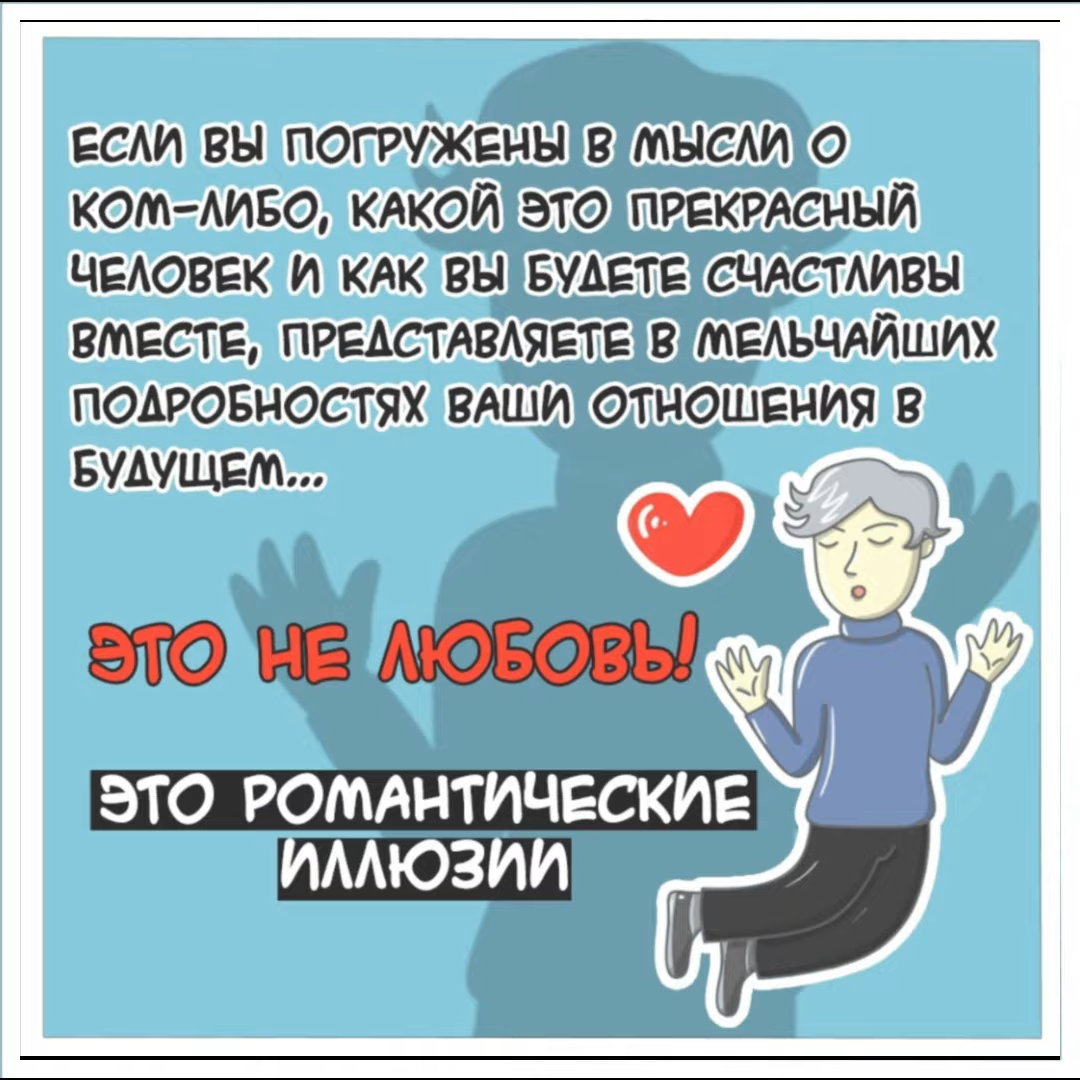 ЕСЛИ ВЫ ПОГРУЖЕНЫ В МЫСЛИ О
КОМ-ЛИБО, КАКОЙ ЭТО ПРЕКРАСНЫЙ
ЧЕЛОВЕК И КАК ВЫ БУДЕТЕ СЧАСТЛИВЫ
ВМЕСТЕ, ПРЕДСТАВЛЯЕТЕ В МЕЛЬЧАЙШИХ
ПОДРОБНОСТЯХ ВАШИ ОТНОШЕНИЯ В
БУДУЩЕМ...
ЭТО НЕ ЛЮБОВЬ!
ЭТО РОМАНТИЧЕСКИЕ
ИЛЛЮЗИИ